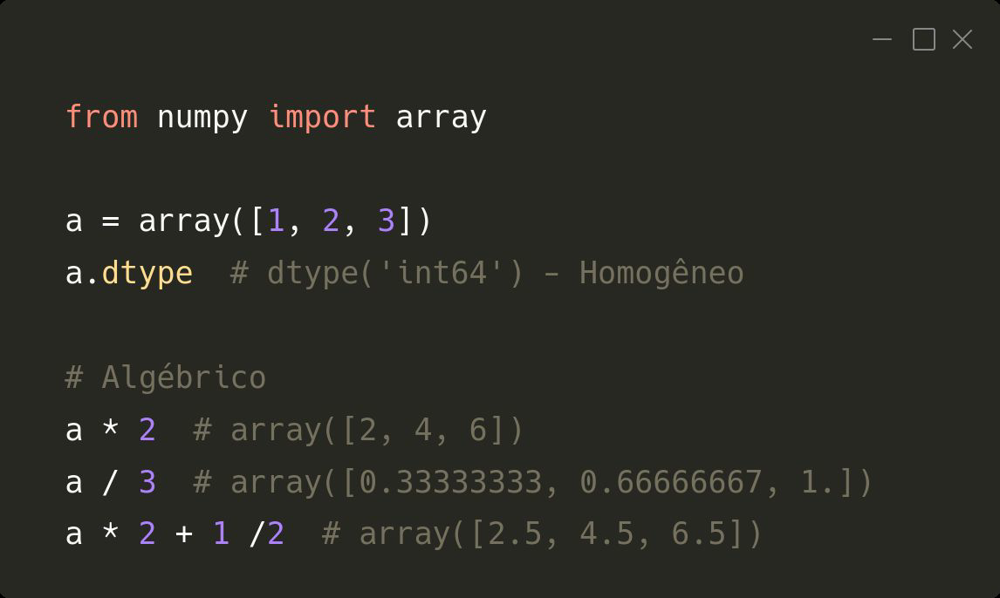 from numpy import array
a = array([1, 2, 3])
a.dtype  # dtype('int64') - Homogêneo
# Algébrico
a * 2  # array([2, 4, 6])
a / 3  # array([0.33333333, 0.66666667, 1.])
a * 2 + 1 /2  # array([2.5, 4.5, 6.5])